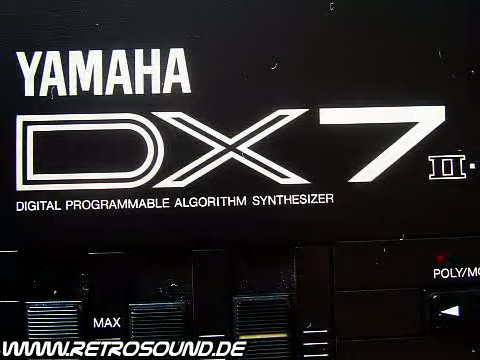 YAMAHA
DX7 II
DIGITAL PROGRAMMABLE ALGORITHM SYNTHESIZER
MAX
POLY/MO
WWW.RETROSOUND.DE